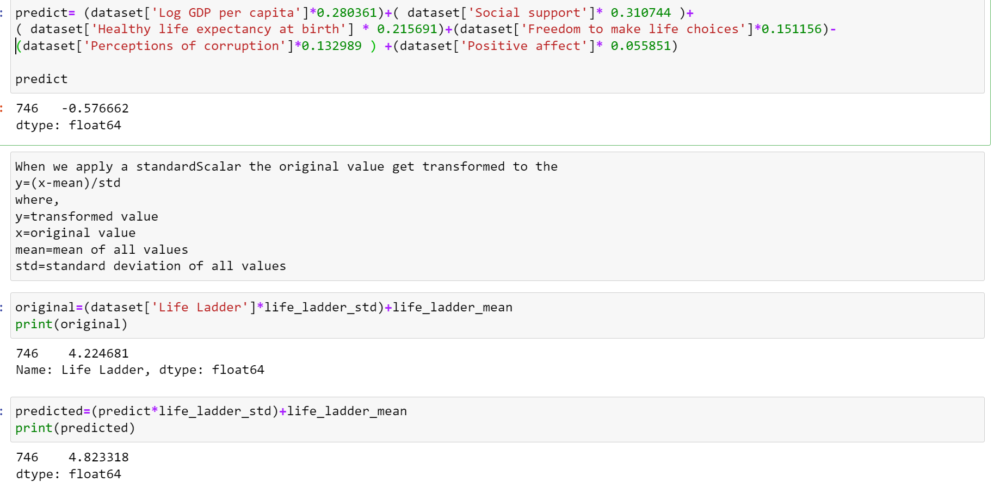 : predict= (dataset['Log GDP per capita']*0.280361)+( dataset['Social support']* 0.310744 )+
( dataset['Healthy life expectancy at birth'] * 0.215691)+(dataset['Freedom to make life choices']*0.151156)-
(dataset['Perceptions of corruption']*0.132989 ) +(dataset['Positive affect']* 0.055851)
predict
: 746   -0.576662
dtype: float64
When we apply a standardScalar the original value get transformed to the
y=(x-mean)/std
where,
y=transformed value
x=original value
mean=mean of all values
std=standard deviation of all values
: original=(dataset['Life Ladder']*life_ladder_std)+life_ladder_mean
print(original)
746    4.224681
Name: Life Ladder, dtype: float64
: predicted=(predict*life_ladder_std)+life_ladder_mean
print(predicted)
746    4.823318
dtype: float64